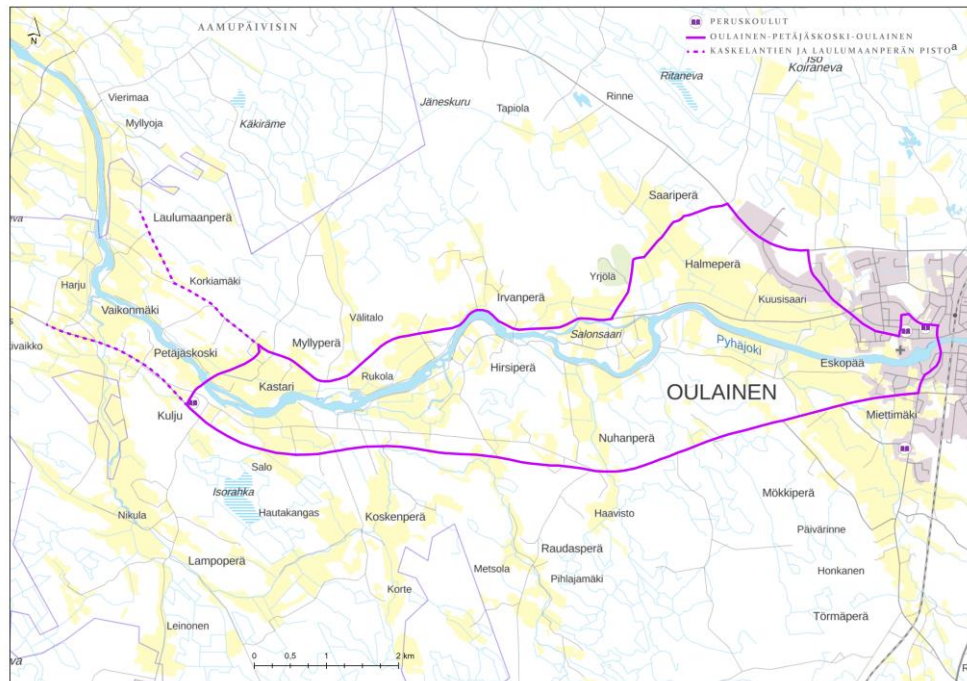 AAMUPÄIVISIN
PERUSKOULUT
OULAINEN-PETÄJÄSKOSKI-OULAINEN
KASKELANTIEN JA LAULUMAANPERÄN PISTO
a
N
Iso
Koiraneva
Ritaneva
Rinne
Vierimaa
Myllyoja
Käkiräme
Jäneskuru
Tapiola
Saariperä
eva
Laulumaanperä
Korkiamäki
Harju
Vaikonmäki
Yrjölä
Halmeperä
Irvanperä
Kuusisaari
Välitalo
s
ivaikko
Petäjäskoski
Myllyperä
Salonsaari
Pyhäjoki
Hirsiperä
Eskopää
Kastari
Rukola
OULAINEN
Kulju
Miettimäki
Nuhanperä
Salo
Isorahka
Hautakangas
Mökkiperä
Nikula
Koskenperä
Haavisto
Päivärinne
Lampoperä
Raudasperä
Metsola
Pihlajamäki
Honkanen
Korte
Törmäperä
Leinonen
eva
R
0 0,5 1 2 km